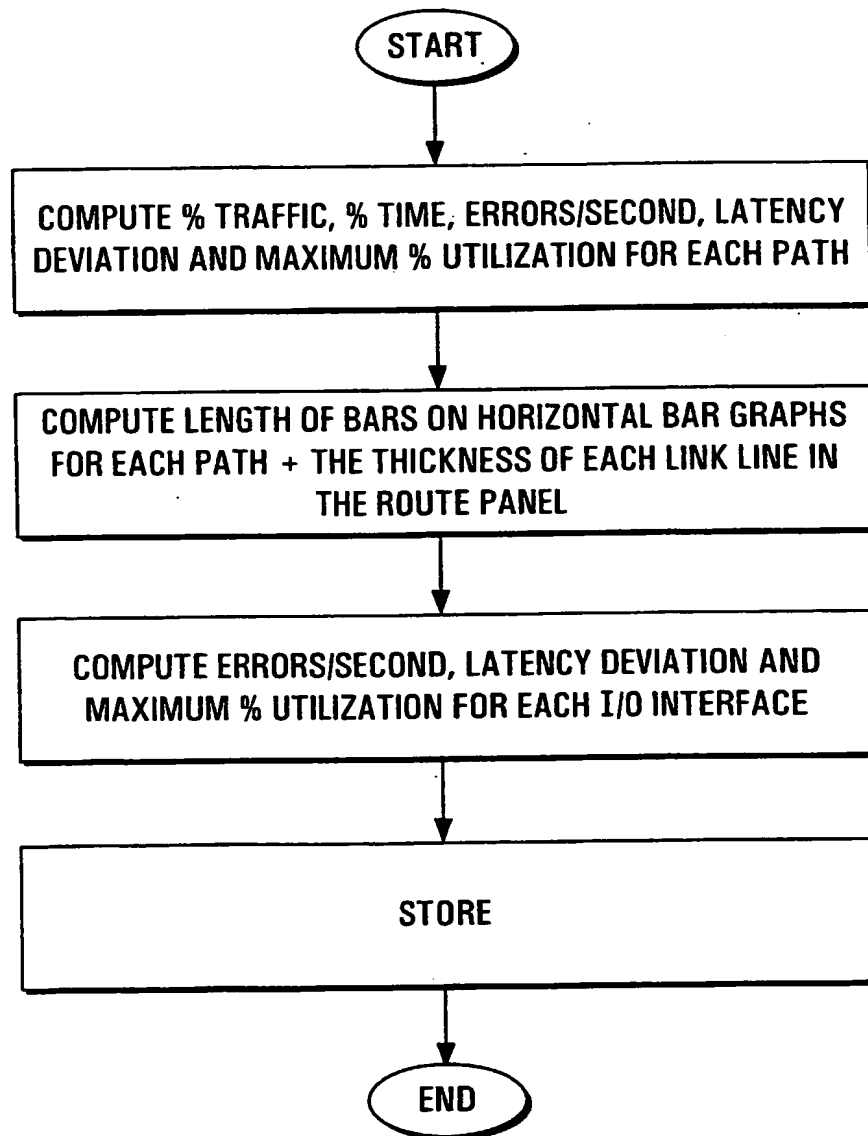 START
COMPUTE % TRAFFIC, % TIME, ERRORS/SECOND, LATENCY
DEVIATION AND MAXIMUM % UTILIZATION FOR EACH PATH
COMPUTE LENGTH OF BARS ON HORIZONTAL BAR GRAPHS
FOR EACH PATH + THE THICKNESS OF EACH LINK LINE IN
THE ROUTE PANEL
COMPUTE ERRORS/SECOND, LATENCY DEVIATION AND
MAXIMUM % UTILIZATION FOR EACH I/O INTERFACE
STORE
END